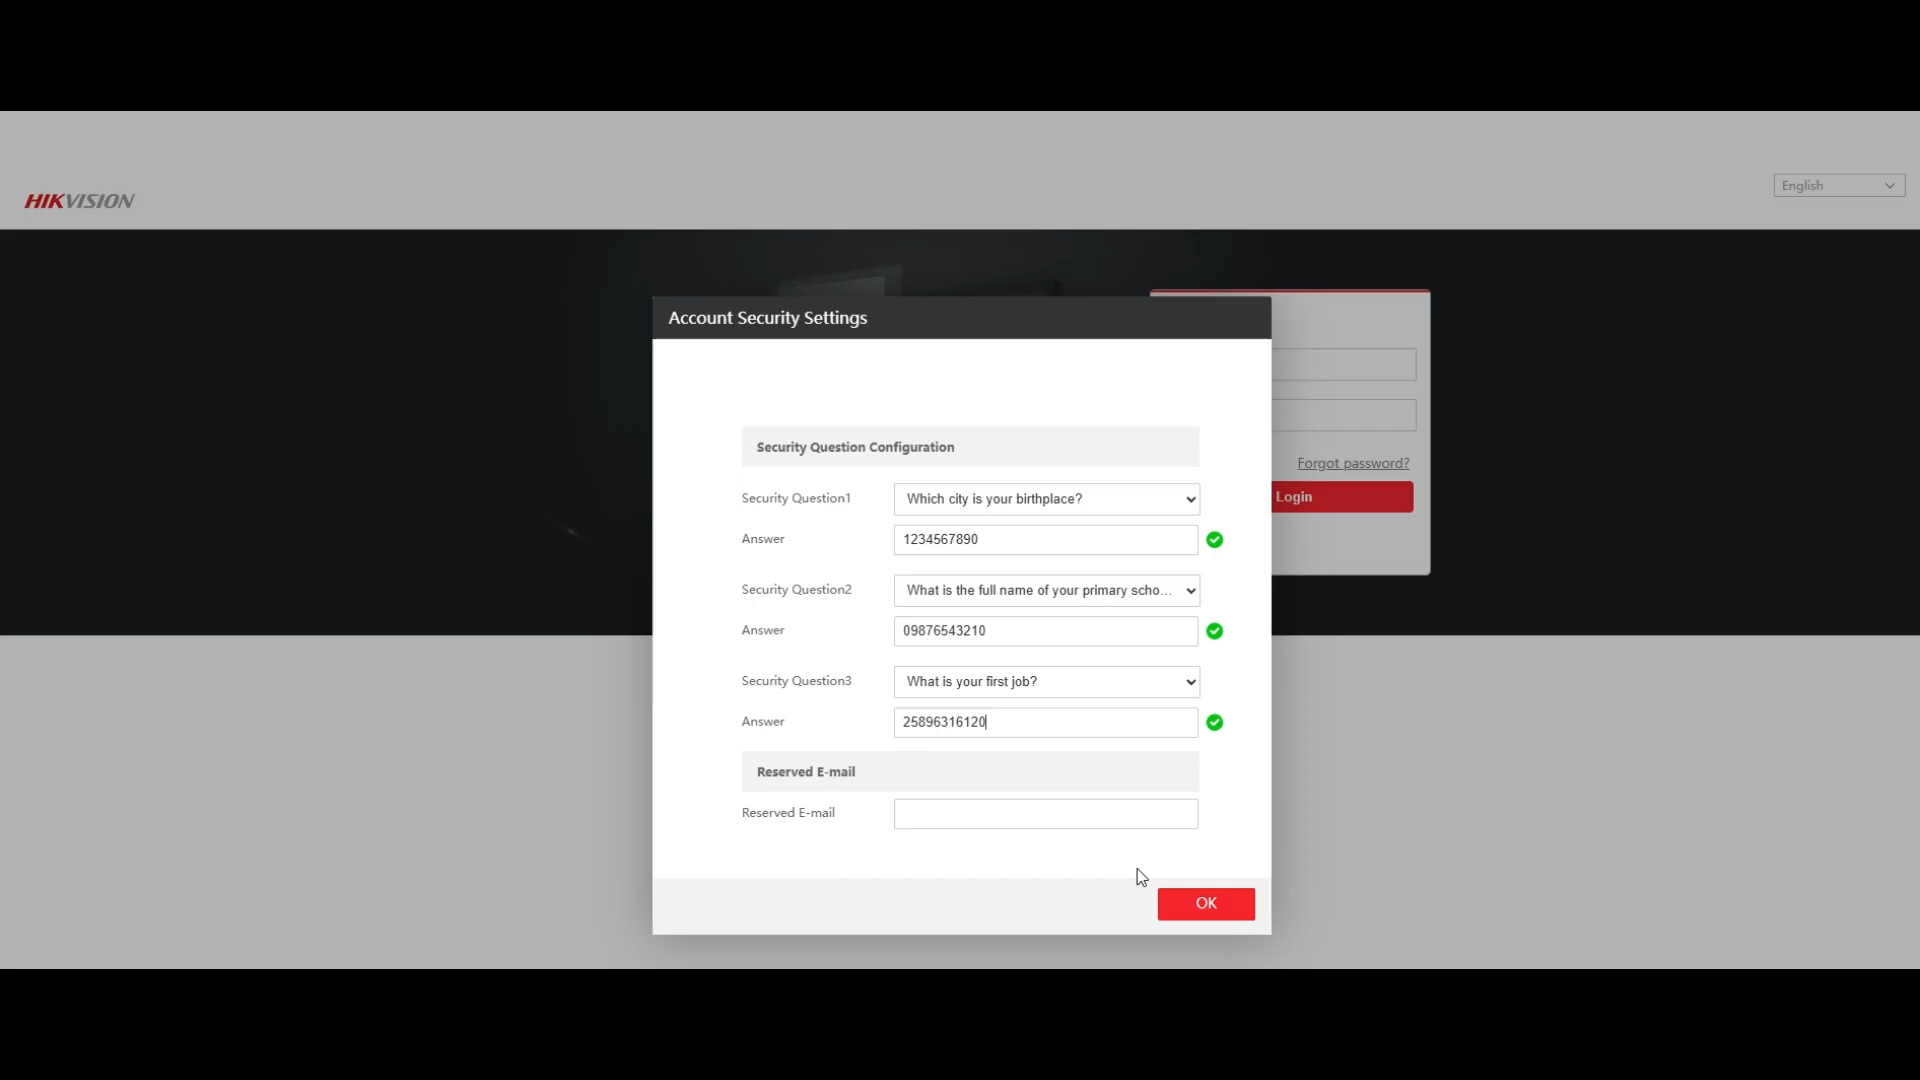 HIKVISION
English
Account Security Settings
Security Question Configuration
Security Question1
Which city is your birthplace?
Answer
1234567890
Security Question2
What is the full name of your primary scho...
Answer
09876543210
Security Question3
What is your first job?
Answer
25896316120
Reserved E-mail
Reserved E-mail
OK
Forgot password?
Login